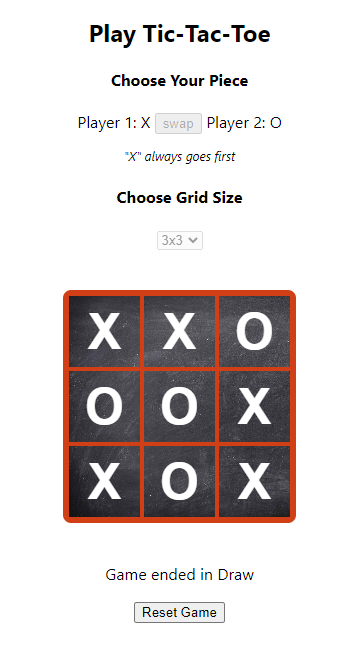 Play Tic-Tac-Toe
Choose Your Piece
Player 1: X swap Player 2: O
"X" always goes first
Choose Grid Size
3x3
X X O
O O X
X O X
Game ended in Draw
Reset Game